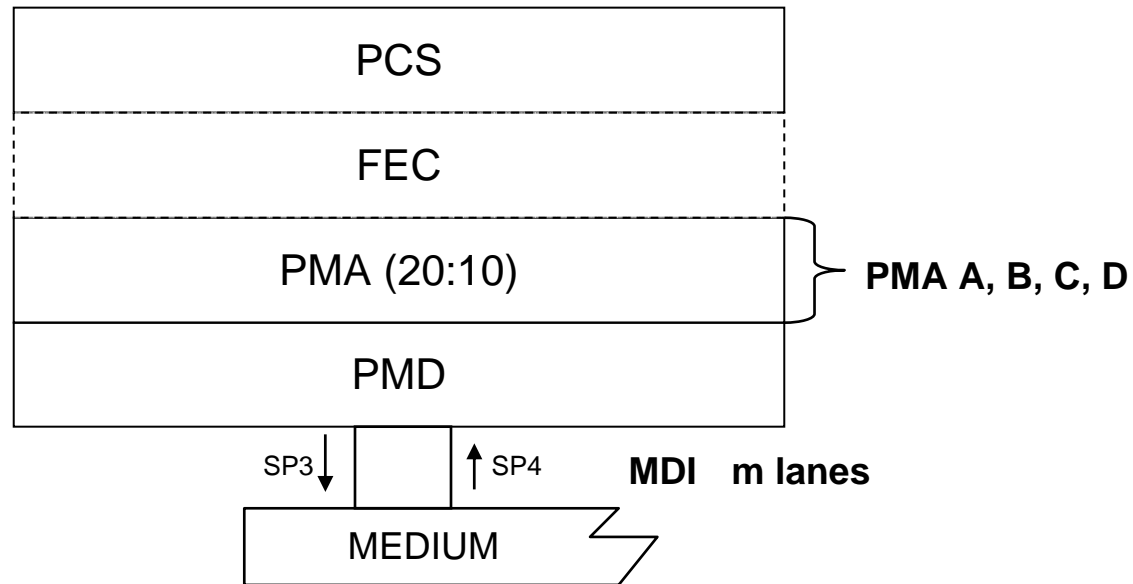 PCS
FEC
PMA (20:10)
PMA A, B, C, D
PMD
SP3
SP4
MDI m lanes
MEDIUM